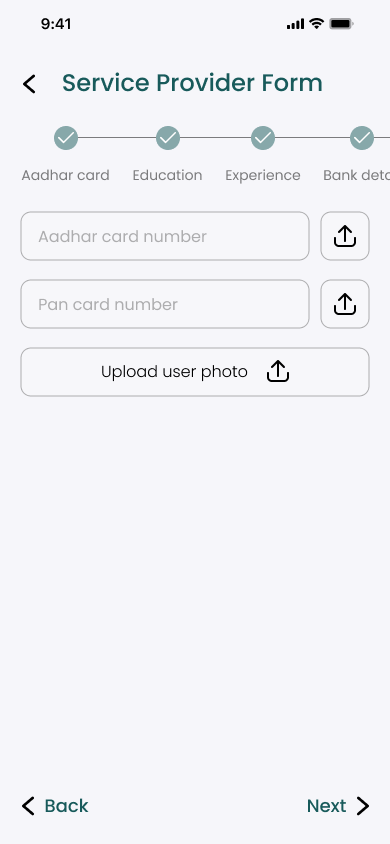 9:41
Service Provider Form
Aadhar card Education Experience Bank deta
Aadhar card number
Pan card number
Upload user photo
Back Next